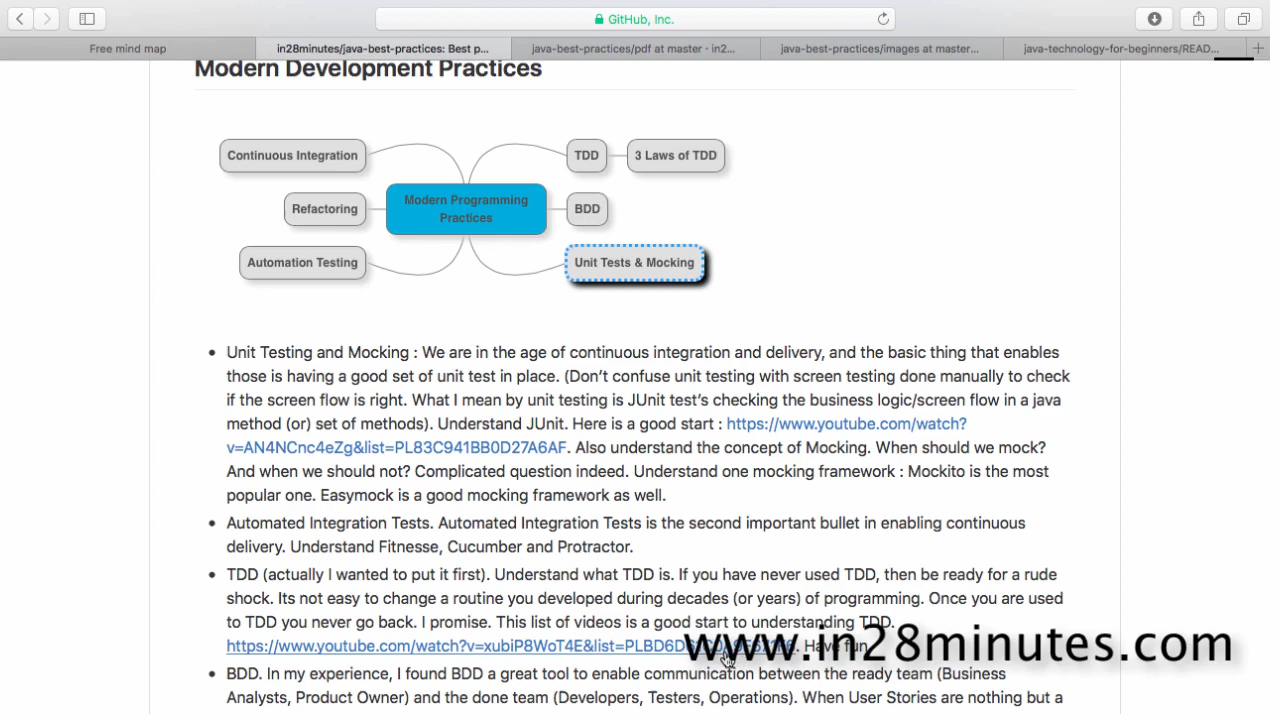 GitHub, Inc.
Free mind map
in28minutes/java-best-practices: Best p...
java-best-practices/pdf at master · in2...
java-best-practices/images at master...
java-technology-for-beginners/READ...
Modern Development Practices
Continuous Integration
TDD
3 Laws of TDD
Refactoring
Modern Programming
Practices
BDD
Automation Testing
Unit Tests & Mocking
Unit Testing and Mocking : We are in the age of continuous integration and delivery, and the basic thing that enables
those is having a good set of unit test in place. (Don't confuse unit testing with screen testing done manually to check
if the screen flow is right. What I mean by unit testing is JUnit test's checking the business logic/screen flow in a java
method (or) set of methods). Understand JUnit. Here is a good start : https://www.youtube.com/watch?
v=AN4NCnc4eZg&list=PL83C941BB0D27A6AF. Also understand the concept of Mocking. When should we mock?
And when we should not? Complicated question indeed. Understand one mocking framework : Mockito is the most
popular one. Easymock is a good mocking framework as well.
Automated Integration Tests. Automated Integration Tests is the second important bullet in enabling continuous
delivery. Understand Fitnesse, Cucumber and Protractor.
TDD (actually I wanted to put it first). Understand what TDD is. If you have never used TDD, then be ready for a rude
shock. Its not easy to change a routine you developed during decades (or years) of programming. Once you are used
to TDD you never go back. I promise. This list of videos is a good start to understanding TDD.
Have fun.
www.in28minutes.com
BDD. In my experience, I found BDD a great tool to enable communication between the ready team (Business
Analysts, Product Owner) and the done team (Developers, Testers, Operations). When User Stories are nothing but a